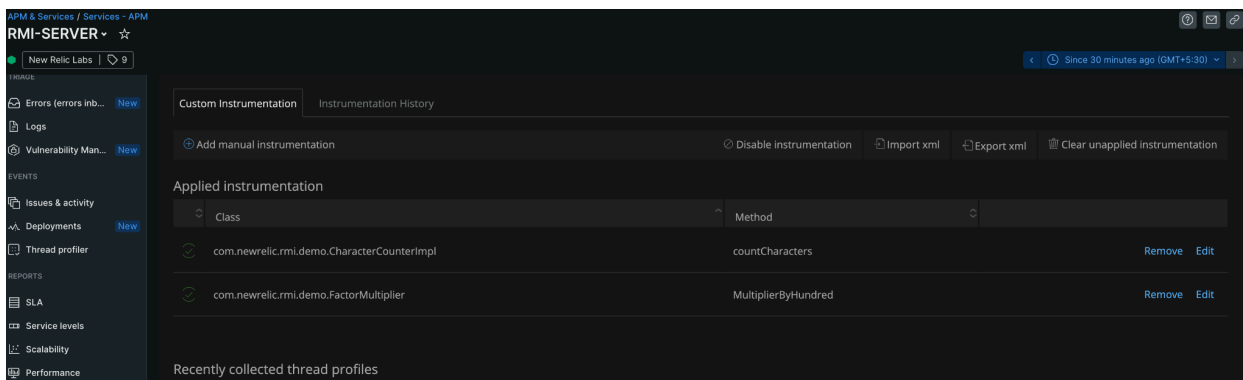 APM & Services / Services - APM
RMI-SERVER
New Relic Labs | 9
Since 30 minutes ago (GMT+5:30)
TRIAGE
Errors (errors inb... New
Logs
Vulnerability Man... New
EVENTS
Issues & activity
Deployments New
Thread profiler
REPORTS
SLA
Service levels
Scalability
Performance
Custom Instrumentation Instrumentation History
Add manual instrumentation Disable instrumentation Import xml Export xml Clear unapplied instrumentation
Applied instrumentation
Class Method
com.newrelic.rmi.demo.CharacterCounterImpl countCharacters Remove Edit
com.newrelic.rmi.demo.FactorMultiplier MultiplierByHundred Remove Edit
Recently collected thread profiles